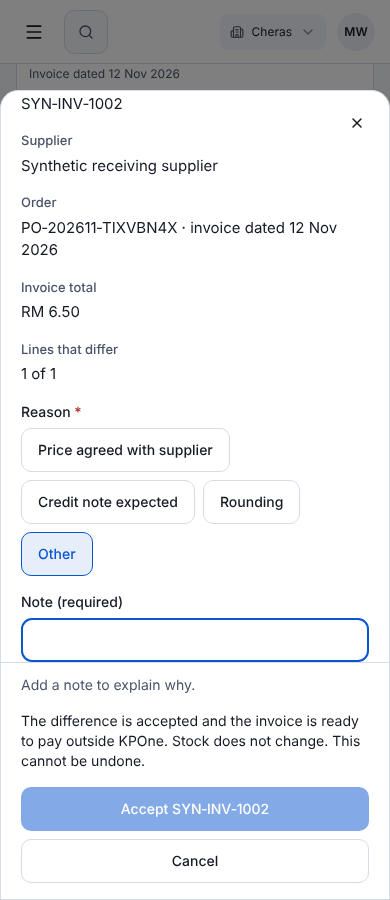 Cheras
MW
Invoice dated 12 Nov 2026
SYN-INV-1002
Supplier
Synthetic receiving supplier
Order
PO-202611-TIXVBN4X · invoice dated 12 Nov
2026
Invoice total
RM 6.50
Lines that differ
1 of 1
Reason *
Price agreed with supplier
Credit note expected
Rounding
Other
Note (required)
Add a note to explain why.
The difference is accepted and the invoice is ready
to pay outside KPOne. Stock does not change. This
cannot be undone.
Accept SYN-INV-1002
Cancel